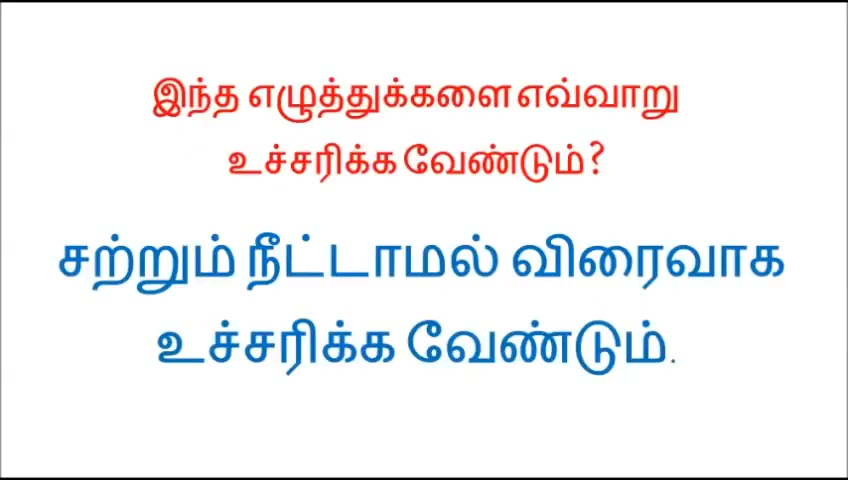 இந்த எழுத்துக்களை எவ்வாறு
உச்சரிக்க வேண்டும்?
சற்றும் நீட்டாமல் விரைவாக
உச்சரிக்க வேண்டும்.